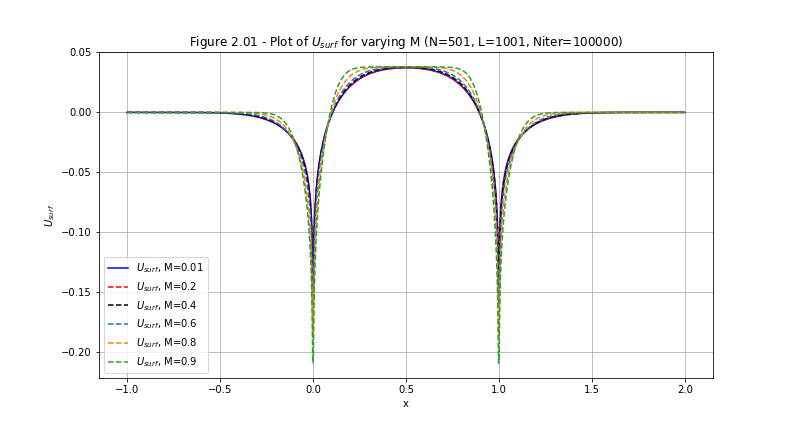 Figure 2.01 - Plot of U_surf for varying M (N=501, L=1001, Niter=100000)
0.05
0.00
−0.05
−0.10
−0.15
−0.20
U_surf
U_surf, M=0.01
U_surf, M=0.2
U_surf, M=0.4
U_surf, M=0.6
U_surf, M=0.8
U_surf, M=0.9
−1.0 −0.5 0.0 0.5 1.0 1.5 2.0
x